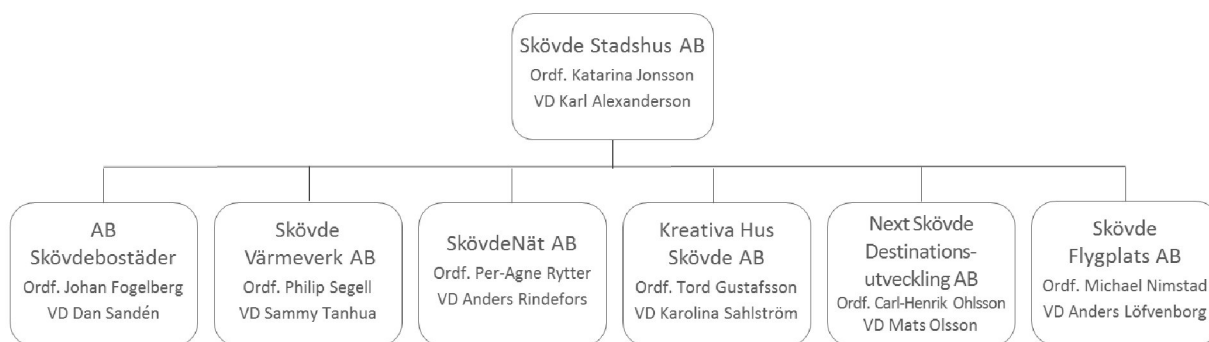 Skövde Stadshus AB
Ordf. Katarina Jonsson
VD Karl Alexanderson
AB
Skövdebostäder
Ordf. Johan Fogelberg
VD Dan Sandén
Skövde
Värmeverk AB
Ordf. Philip Segell
VD Sammy Tanhua
SkövdeNät AB
Ordf. Per-Agne Rytter
VD Anders Rindefors
Kreativa Hus
Skövde AB
Ordf. Tord Gustafsson
VD Karolina Sahlström
Next Skövde
Destinations-
utveckling AB
Ordf. Carl-Henrik Ohlsson
VD Mats Olsson
Skövde
Flygplats AB
Ordf. Michael Nimstad
VD Anders Löfvenborg